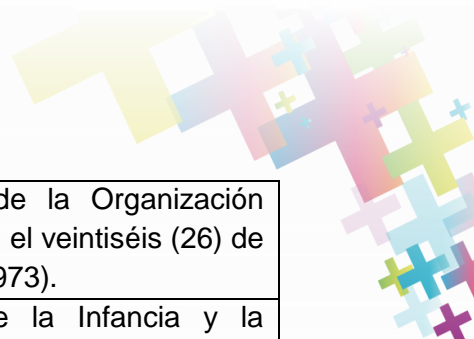 de la Organización
el veintiséis (26) de
973).
e la Infancia y la